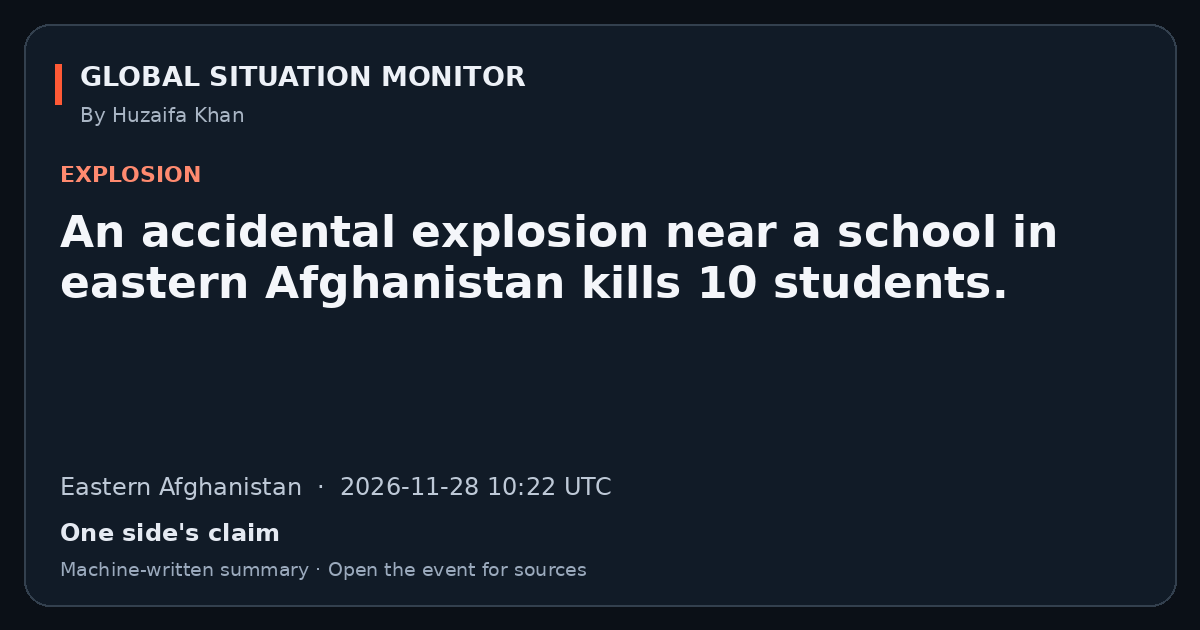 GLOBAL SITUATION MONITOR
By Huzaifa Khan
EXPLOSION
An accidental explosion near a school in
eastern Afghanistan kills 10 students.
Eastern Afghanistan · 2026-11-28 10:22 UTC
One side's claim
Machine-written summary · Open the event for sources